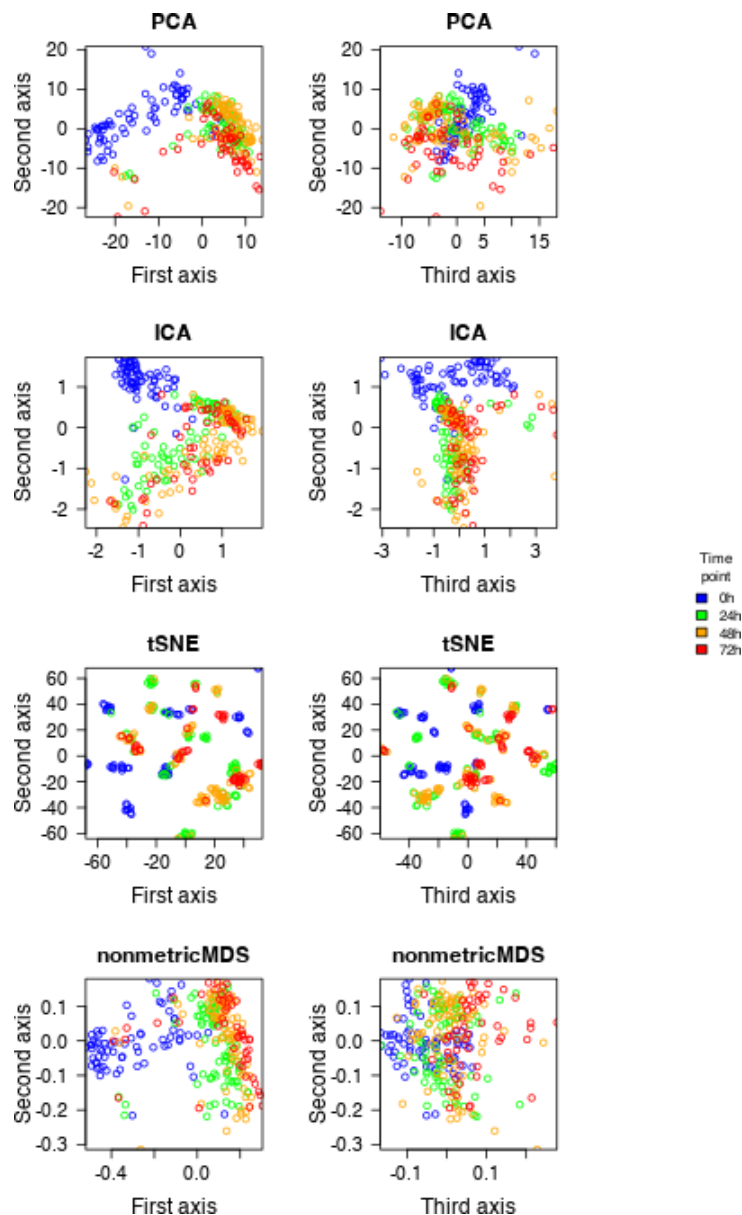 PCA PCA
20 20
10 10
0 0
-10 -10
-20 -20
Second axis Second axis
-20 -10 0 10 -10 0 5 15
First axis Third axis
ICA ICA
1 1
0 0
-1 -1
-2 -2
Second axis Second axis
-2 -1 0 1 -3 -1 1 3
First axis Third axis
Time
point
0h
24h
48h
72h
tSNE tSNE
60 60
40 40
20 20
0 0
-20 -20
-40 -40
-60 -60
Second axis Second axis
-60 -20 20 -40 0 40
First axis Third axis
nonmetricMDS nonmetricMDS
0.1 0.1
0.0 0.0
-0.1 -0.1
-0.2 -0.2
-0.3 -0.3
Second axis Second axis
-0.4 0.0 -0.1 0.1
First axis Third axis